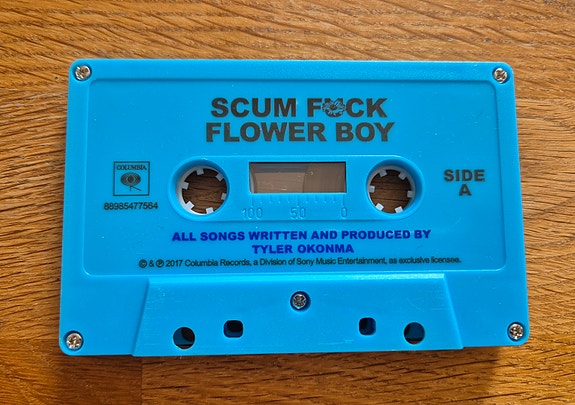 SCUM F CK
FLOWER BOY
COLUMBIA
88985477564
SIDE
A
100 50 0
ALL SONGS WRITTEN AND PRODUCED BY
TYLER OKONMA
© & ℗ 2017 Columbia Records, a Division of Sony Music Entertainment, as exclusive licensee.